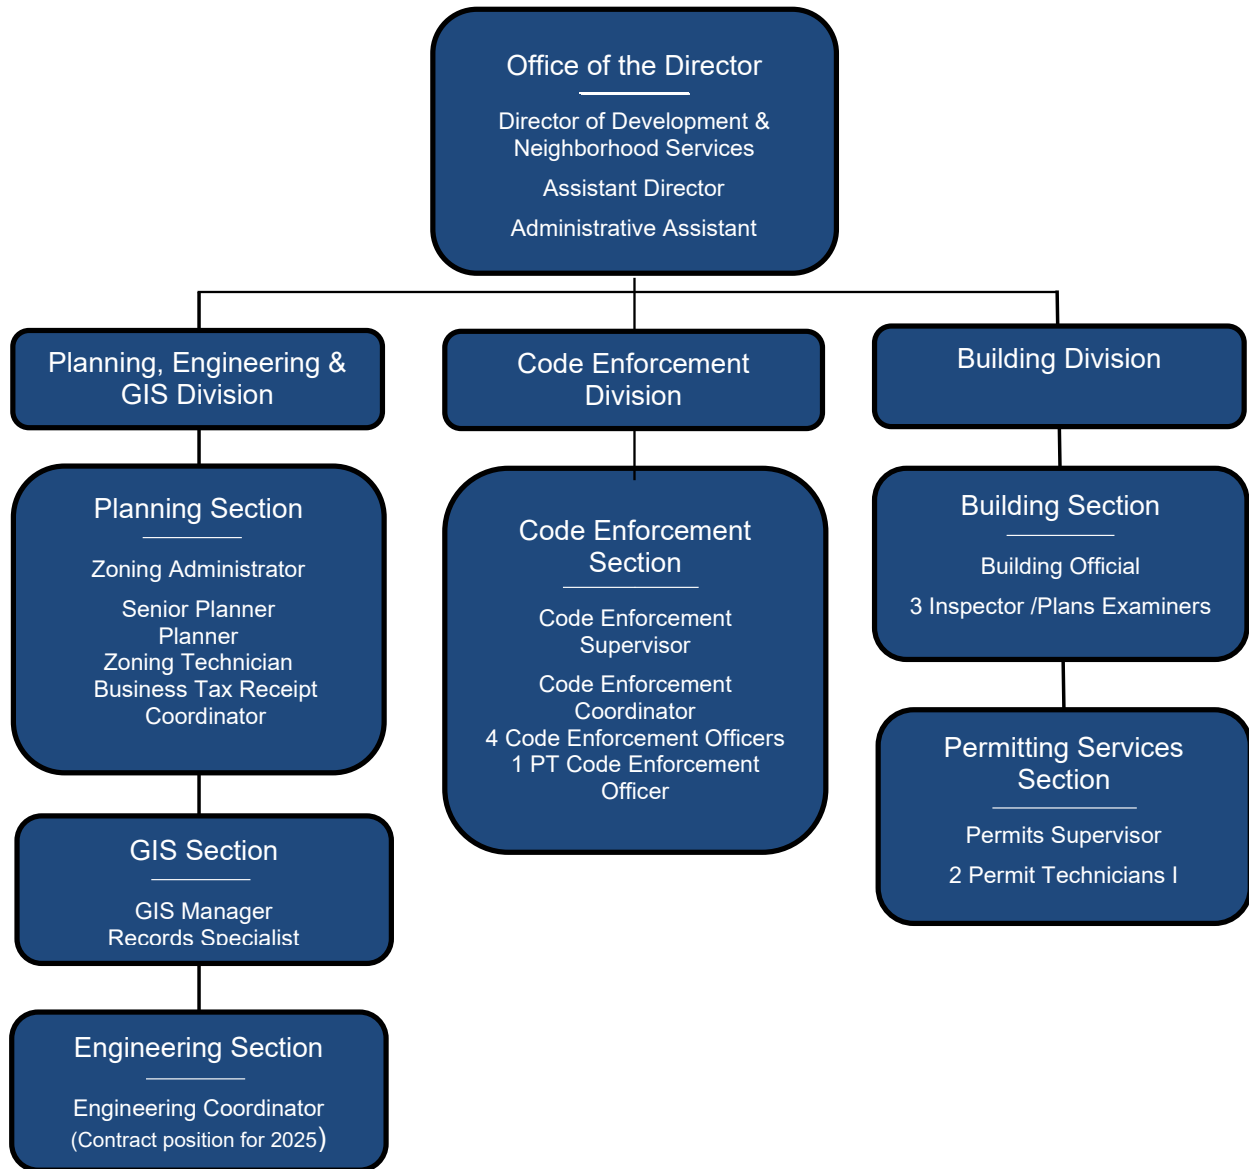 Office of the Director
Director of Development &
Neighborhood Services
Assistant Director
Administrative Assistant
Planning, Engineering &
GIS Division
Planning Section
Zoning Administrator
Senior Planner
Planner
Zoning Technician
Business Tax Receipt
Coordinator
GIS Section
GIS Manager
Records Specialist
Engineering Section
Engineering Coordinator
(Contract position for 2025)
Code Enforcement
Division
Code Enforcement
Section
Code Enforcement
Supervisor
Code Enforcement
Coordinator
4 Code Enforcement Officers
1 PT Code Enforcement
Officer
Building Division
Building Section
Building Official
3 Inspector /Plans Examiners
Permitting Services
Section
Permits Supervisor
2 Permit Technicians I